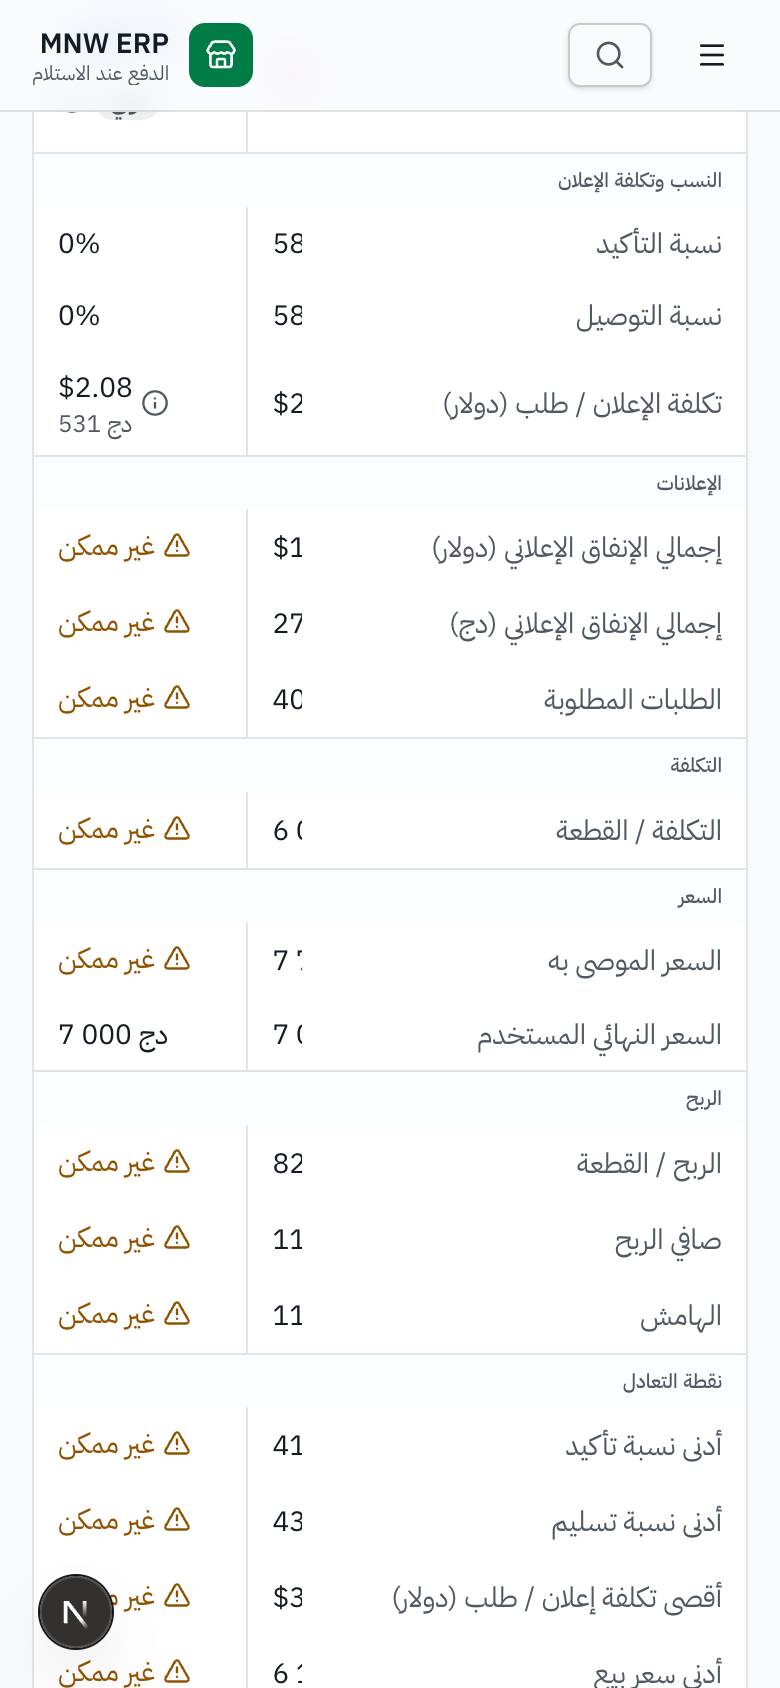 MNW ERP
الدفع عند الاستلام
النسب وتكلفة الإعلان
نسبة التأكيد 58 0%
نسبة التوصيل 58 0%
تكلفة الإعلان / طلب (دولار) $2 $2.08
531 دج
الإعلانات
إجمالي الإنفاق الإعلاني (دولار) $1 غير ممكن
إجمالي الإنفاق الإعلاني (دج) 27 غير ممكن
الطلبات المطلوبة 40 غير ممكن
التكلفة
التكلفة / القطعة 6 غير ممكن
السعر
السعر الموصى به 7 غير ممكن
السعر النهائي المستخدم 7 7 000 دج
الربح
الربح / القطعة 82 غير ممكن
صافي الربح 11 غير ممكن
الهامش 11 غير ممكن
نقطة التعادل
أدنى نسبة تأكيد 41 غير ممكن
أدنى نسبة تسليم 43 غير ممكن
أقصى تكلفة إعلان / طلب (دولار) $3 غير
أدنى سعر بيع 6 غير ممكن